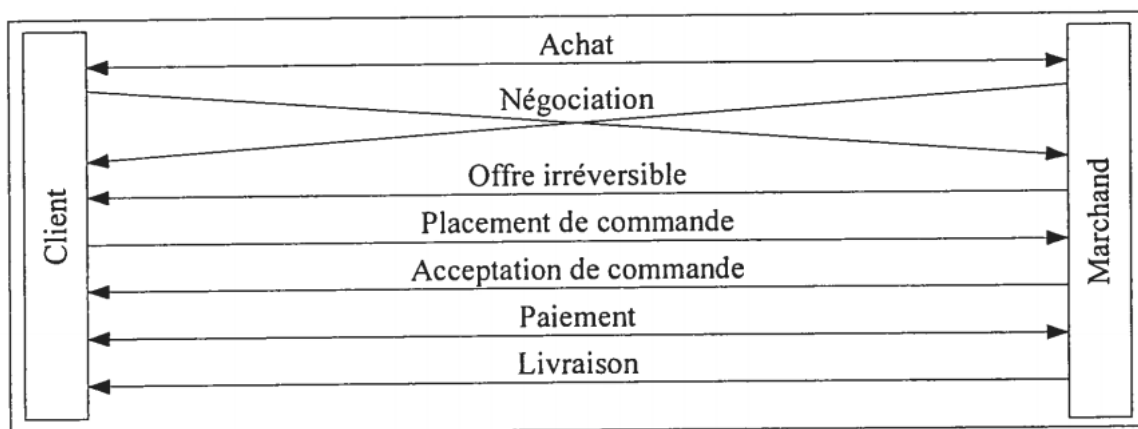 Achat
Négociation
Offre irréversible
Placement de commande
Acceptation de commande
Paiement
Livraison
Client
Marchand